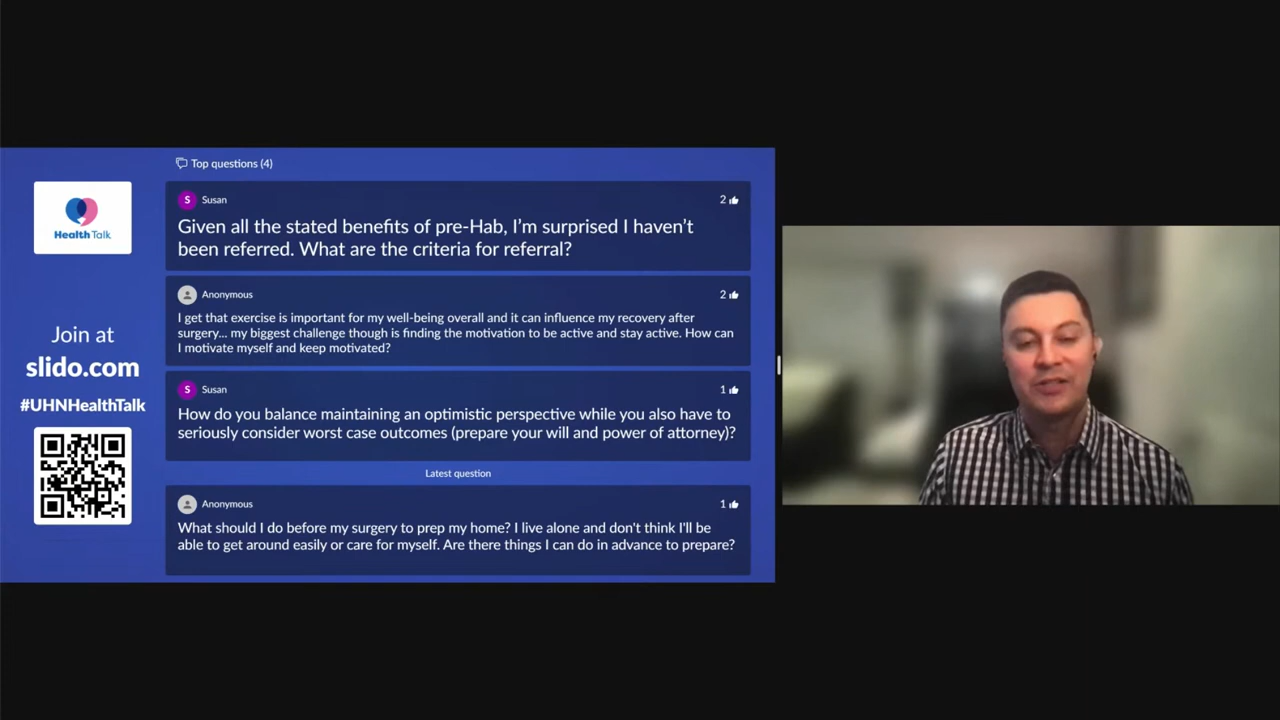 Top questions (4)
S Susan 2
Given all the stated benefits of pre-Hab, I'm surprised I haven't
been referred. What are the criteria for referral?
Anonymous 2
I get that exercise is important for my well-being overall and it can influence my recovery after
surgery... my biggest challenge though is finding the motivation to be active and stay active. How can
I motivate myself and keep motivated?
S Susan 1
How do you balance maintaining an optimistic perspective while you also have to
seriously consider worst case outcomes (prepare your will and power of attorney)?
Latest question
Anonymous 1
What should I do before my surgery to prep my home? I live alone and don't think I'll be
able to get around easily or care for myself. Are there things I can do in advance to prepare?
Health Talk
Join at
slido.com
#UHNHealthTalk